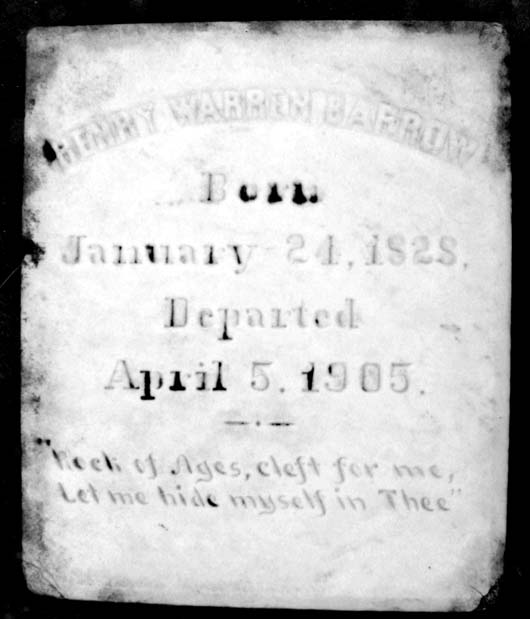 HENRY WARROM BARROW
Born
January 24, 1828.
Departed
April 5, 1905.
"Rock of Ages, cleft for me,
Let me hide myself in Thee"